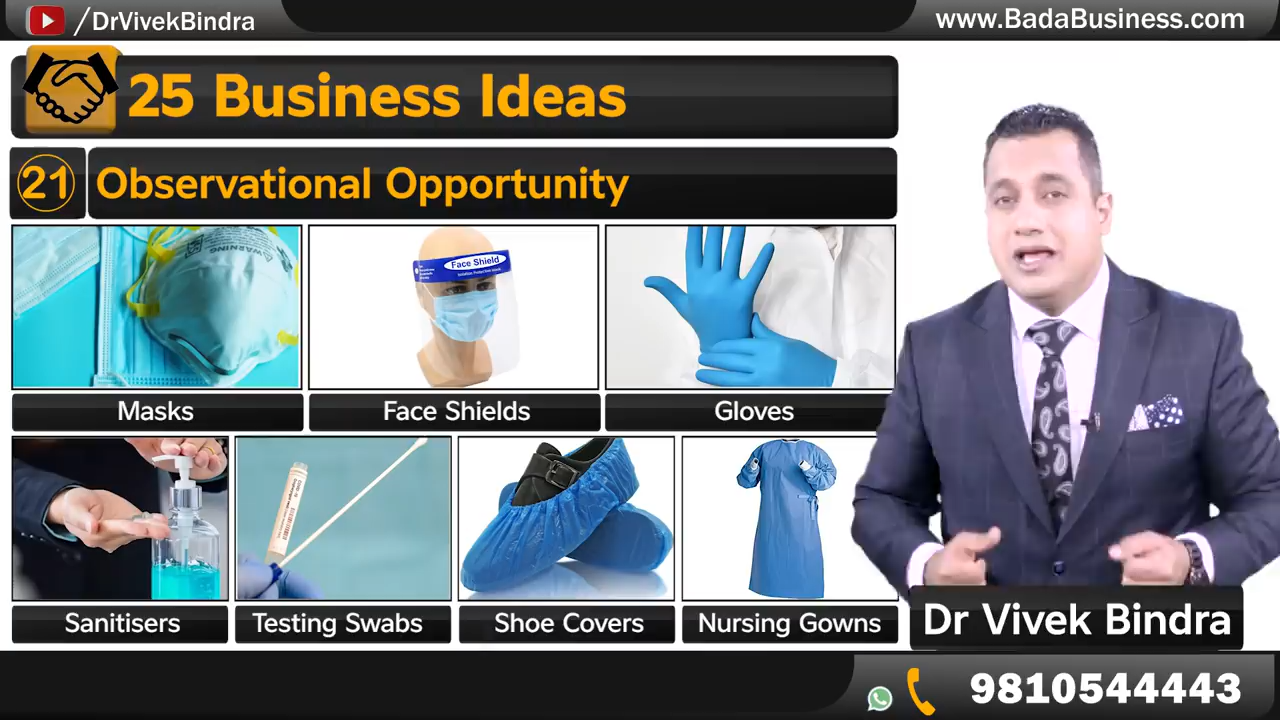 /DrVivekBindra
www.BadaBusiness.com
25 Business Ideas
21 Observational Opportunity
WARNING
Face Shield
Masks
Face Shields
Gloves
Sanitisers
Testing Swabs
Shoe Covers
Nursing Gowns
Dr Vivek Bindra
9810544443